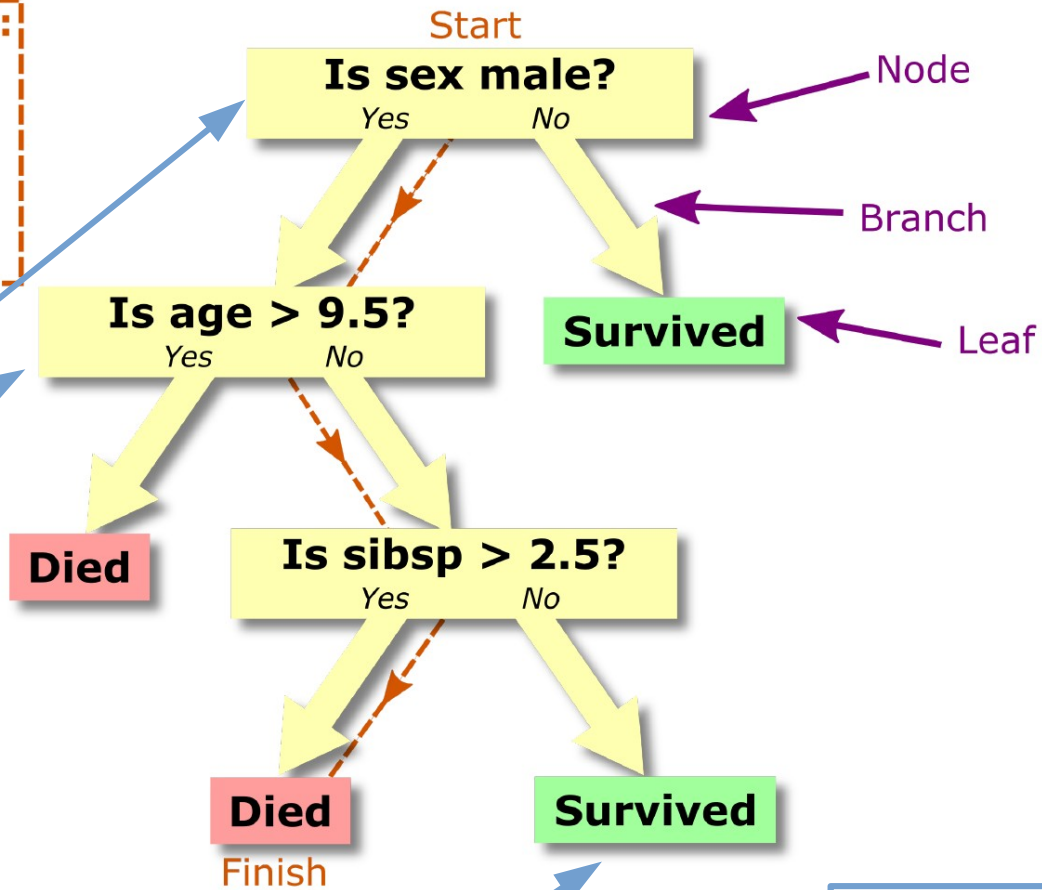 Start
Is sex male?
Yes No
Node
Branch
Is age > 9.5?
Yes No
Survived
Leaf
Died
Is sibsp > 2.5?
Yes No
Died
Survived
Finish